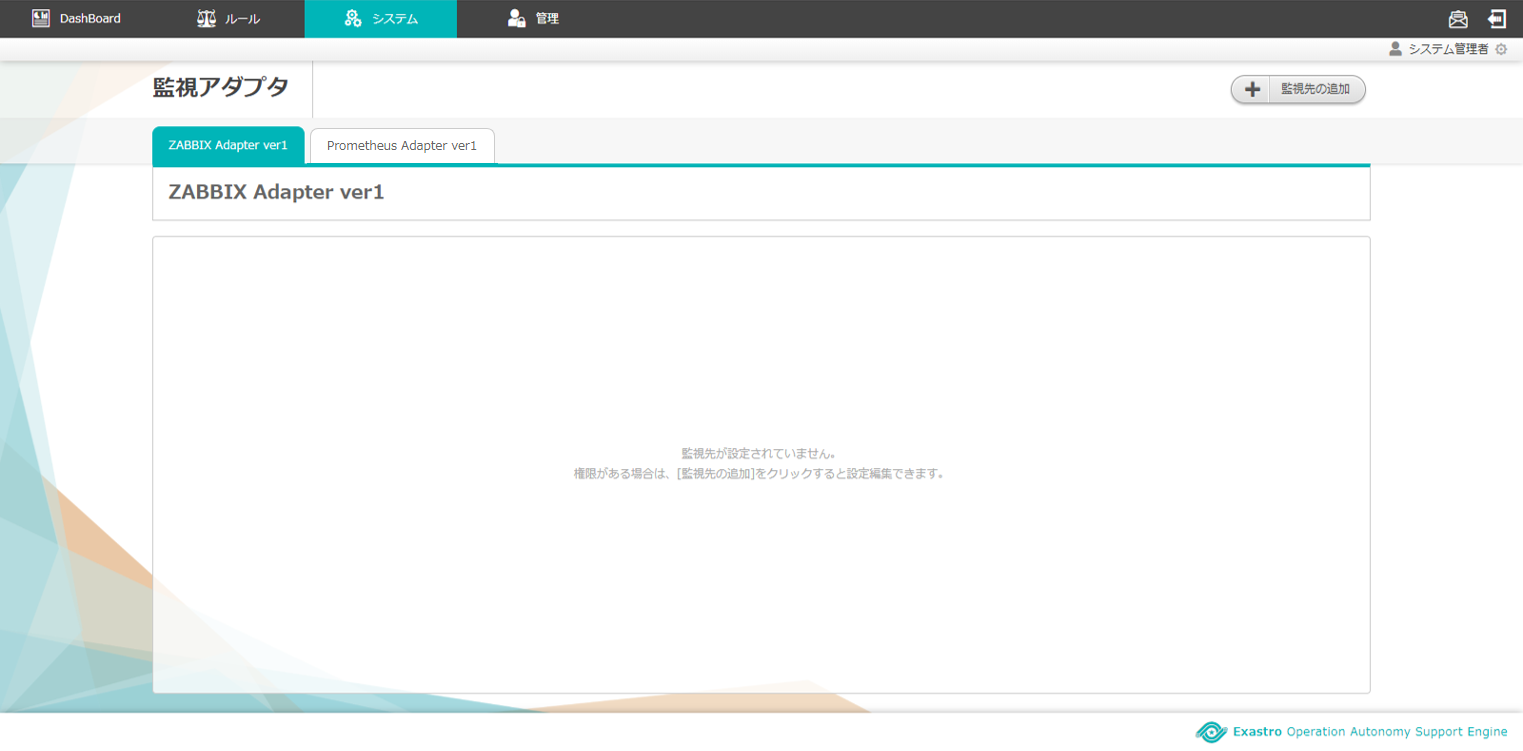 DashBoard
ルール
システム
管理
システム管理者
監視アダプタ
監視先の追加
ZABBIX Adapter ver1
Prometheus Adapter ver1
ZABBIX Adapter ver1
監視先が設定されていません。
権限がある場合は、[監視先の追加]をクリックすると設定編集できます。
Exastro Operation Autonomy Support Engine